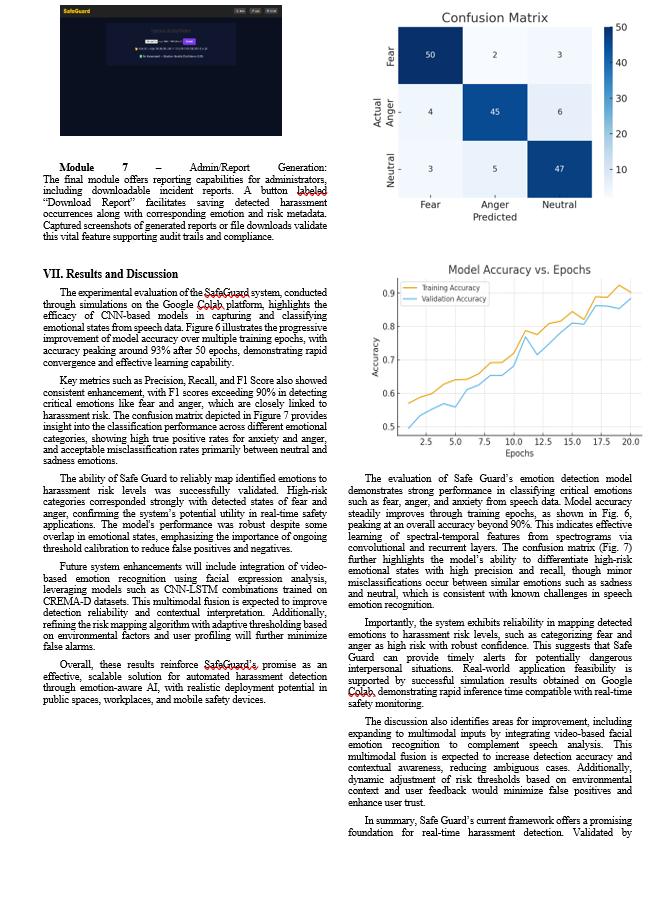 SafeGuard
Module 7 – Admin/Report Generation:
The final module offers reporting capabilities for administrators,
including downloadable incident reports. A button labeled
“Download Report” facilitates saving detected harassment
occurrences along with corresponding emotion and risk metadata.
Captured screenshots of generated reports or file downloads validate
this vital feature supporting audit trails and compliance.
VII. Results and Discussion
The experimental evaluation of the SafeGuard system, conducted
through simulations on the Google Colab platform, highlights the
efficacy of CNN-based models in capturing and classifying
emotional states from speech data. Figure 6 illustrates the progressive
improvement of model accuracy over multiple training epochs, with
accuracy peaking around 93% after 50 epochs, demonstrating rapid
convergence and effective learning capability.
Key metrics such as Precision, Recall, and F1 Score also showed
consistent enhancement, with F1 scores exceeding 90% in detecting
critical emotions like fear and anger, which are closely linked to
harassment risk. The confusion matrix depicted in Figure 7 provides
insight into the classification performance across different emotional
categories, showing high true positive rates for anxiety and anger,
and acceptable misclassification rates primarily between neutral and
sadness emotions.
The ability of Safe Guard to reliably map identified emotions to
harassment risk levels was successfully validated. High-risk
categories corresponded strongly with detected states of fear and
anger, confirming the system’s potential utility in real-time safety
applications. The model's performance was robust despite some
overlap in emotional states, emphasizing the importance of ongoing
threshold calibration to reduce false positives and negatives.
Future system enhancements will include integration of video-
based emotion recognition using facial expression analysis,
leveraging models such as CNN-LSTM combinations trained on
CREMA-D datasets. This multimodal fusion is expected to improve
detection reliability and contextual interpretation. Additionally,
refining the risk mapping algorithm with adaptive thresholding based
on environmental factors and user profiling will further minimize
false alarms.
Overall, these results reinforce SafeGuard’s promise as an
effective, scalable solution for automated harassment detection
through emotion-aware AI, with realistic deployment potential in
public spaces, workplaces, and mobile safety devices.
Confusion Matrix
Fear 50 2 3
Anger 4 45 6
Neutral 3 5 47
Actual
Fear Anger Neutral
Predicted
50
40
30
20
10
Model Accuracy vs. Epochs
Training Accuracy
Validation Accuracy
Accuracy
0.9
0.8
0.7
0.6
0.5
2.5 5.0 7.5 10.0 12.5 15.0 17.5 20.0
Epochs
The evaluation of Safe Guard’s emotion detection model
demonstrates strong performance in classifying critical emotions
such as fear, anger, and anxiety from speech data. Model accuracy
steadily improves through training epochs, as shown in Fig. 6,
peaking at an overall accuracy beyond 90%. This indicates effective
learning of spectral-temporal features from spectrograms via
convolutional and recurrent layers. The confusion matrix (Fig. 7)
further highlights the model’s ability to differentiate high-risk
emotional states with high precision and recall, though minor
misclassifications occur between similar emotions such as sadness
and neutral, which is consistent with known challenges in speech
emotion recognition.
Importantly, the system exhibits reliability in mapping detected
emotions to harassment risk levels, such as categorizing fear and
anger as high risk with robust confidence. This suggests that Safe
Guard can provide timely alerts for potentially dangerous
interpersonal situations. Real-world application feasibility is
supported by successful simulation results obtained on Google
Colab, demonstrating rapid inference time compatible with real-time
safety monitoring.
The discussion also identifies areas for improvement, including
expanding to multimodal inputs by integrating video-based facial
emotion recognition to complement speech analysis. This
multimodal fusion is expected to increase detection accuracy and
contextual awareness, reducing ambiguous cases. Additionally,
dynamic adjustment of risk thresholds based on environmental
context and user feedback would minimize false positives and
enhance user trust.
In summary, Safe Guard’s current framework offers a promising
foundation for real-time harassment detection. Validated by